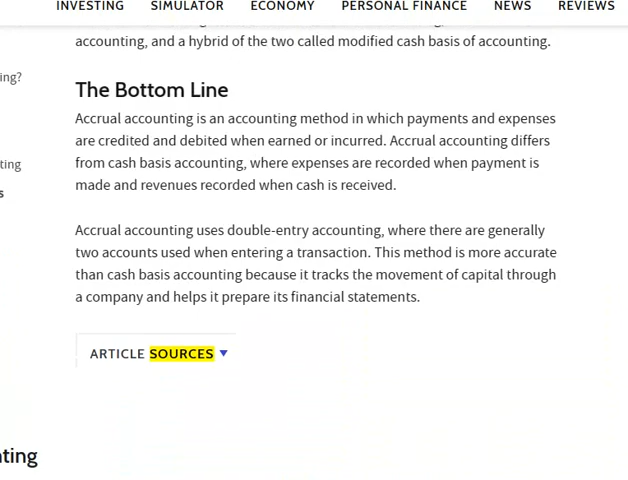 INVESTING SIMULATOR ECONOMY PERSONAL FINANCE NEWS REVIEWS
accounting, and a hybrid of the two called modified cash basis of accounting.
ing?
The Bottom Line
Accrual accounting is an accounting method in which payments and expenses
are credited and debited when earned or incurred. Accrual accounting differs
from cash basis accounting, where expenses are recorded when payment is
ting
made and revenues recorded when cash is received.
s
Accrual accounting uses double-entry accounting, where there are generally
two accounts used when entering a transaction. This method is more accurate
than cash basis accounting because it tracks the movement of capital through
a company and helps it prepare its financial statements.
ARTICLE SOURCES
ting